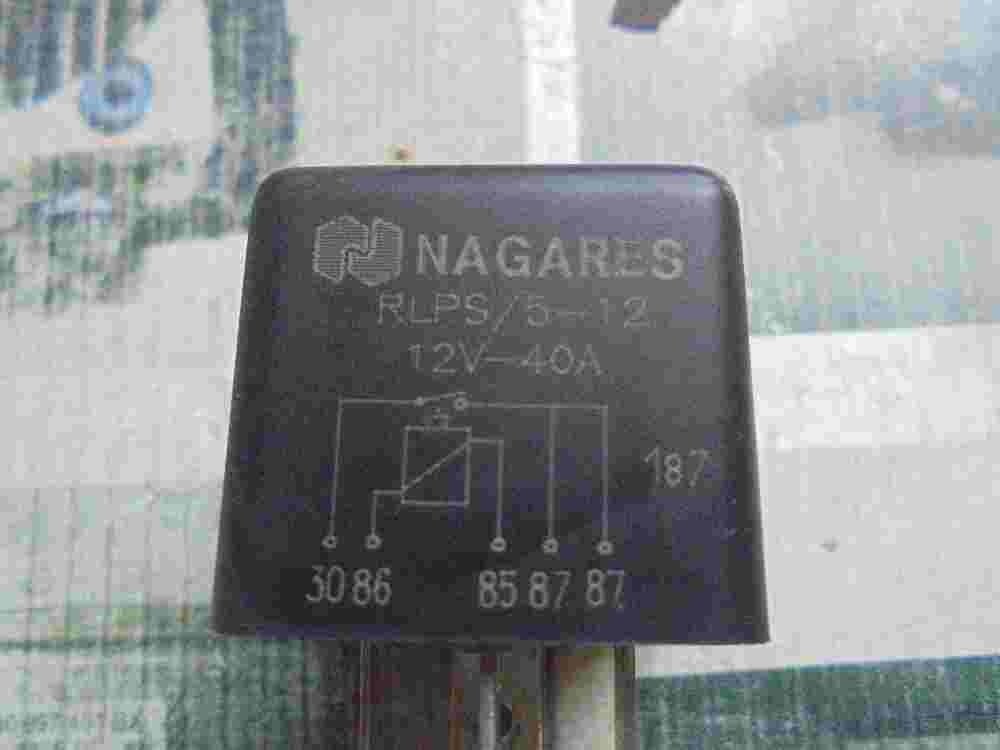 NAGARES
RLPS/5-12
12V-40A
187
30 86 85 87 87